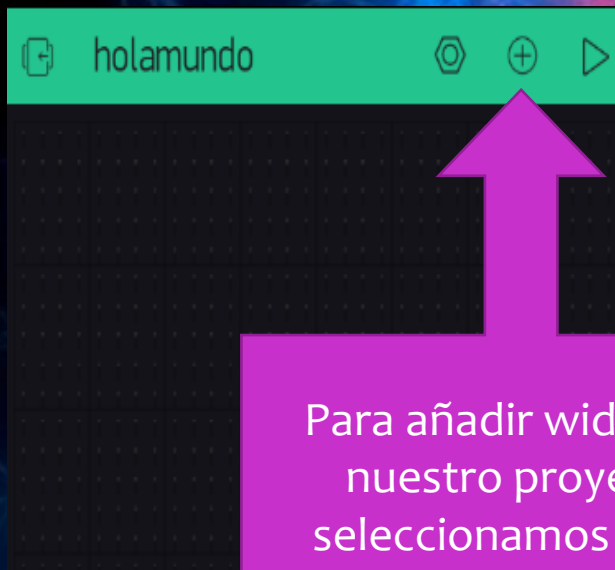 holamundo
Para añadir wid
nuestro proye
seleccionamos